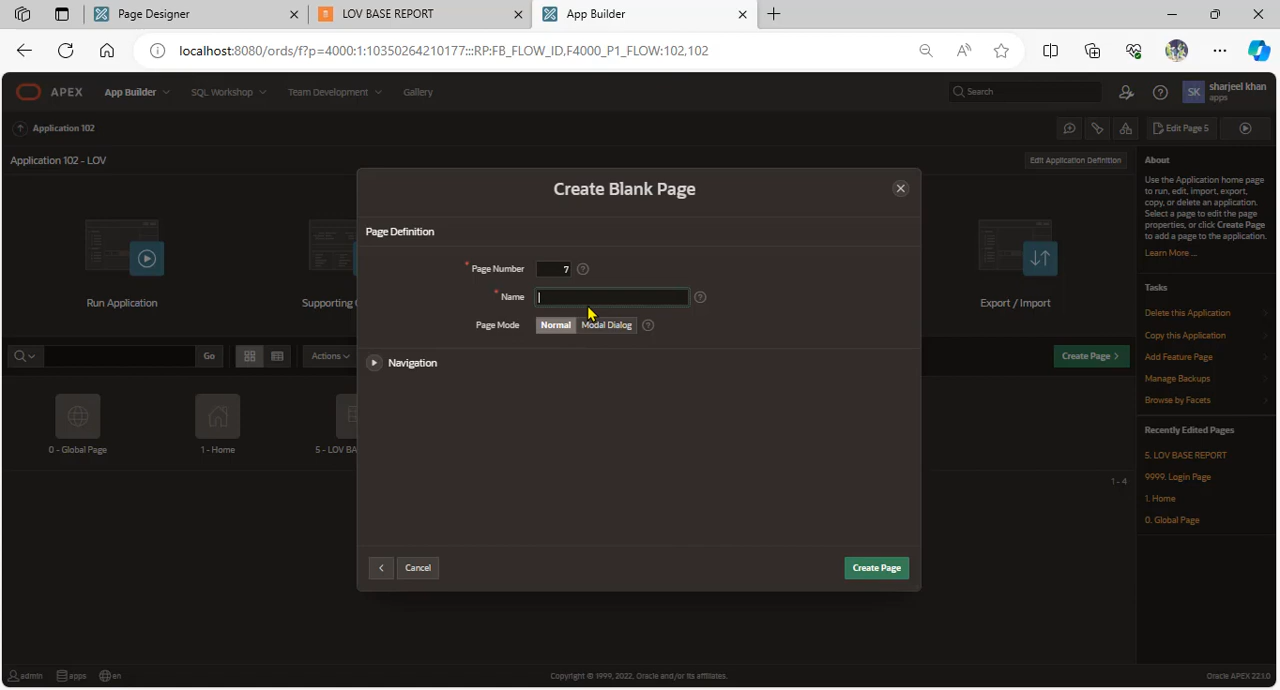 Page Designer
LOV BASE REPORT
App Builder
localhost:8080/ords/f?p=4000:1:10350264210177:::RP:FB_FLOW_ID,F4000_P1_FLOW:102,102
APEX
App Builder
SQL Workshop
Team Development
Gallery
Search
SK
sharjeel khan
apps
Application 102
Edit Page 5
Application 102 - LOV
Edit Application Definition
Run Application
Supporting
Export / Import
Go
Actions
Create Page >
0 - Global Page
1 - Home
5 - LOV BA
1 - 4
Create Blank Page
Page Definition
* Page Number
7
* Name
Page Mode
Normal
Modal Dialog
Navigation
<
Cancel
Create Page
About
Use the Application home page
to run, edit, import, export,
copy, or delete an application.
Select a page to edit the page
properties, or click Create Page
to add a page to the application.
Learn More ...
Tasks
Delete this Application
Copy this Application
Add Feature Page
Manage Backups
Browse by Facets
Recently Edited Pages
5. LOV BASE REPORT
9999. Login Page
1. Home
0. Global Page
admin
apps
en
Copyright © 1999, 2022, Oracle and/or its affiliates.
Oracle APEX 22.1.0